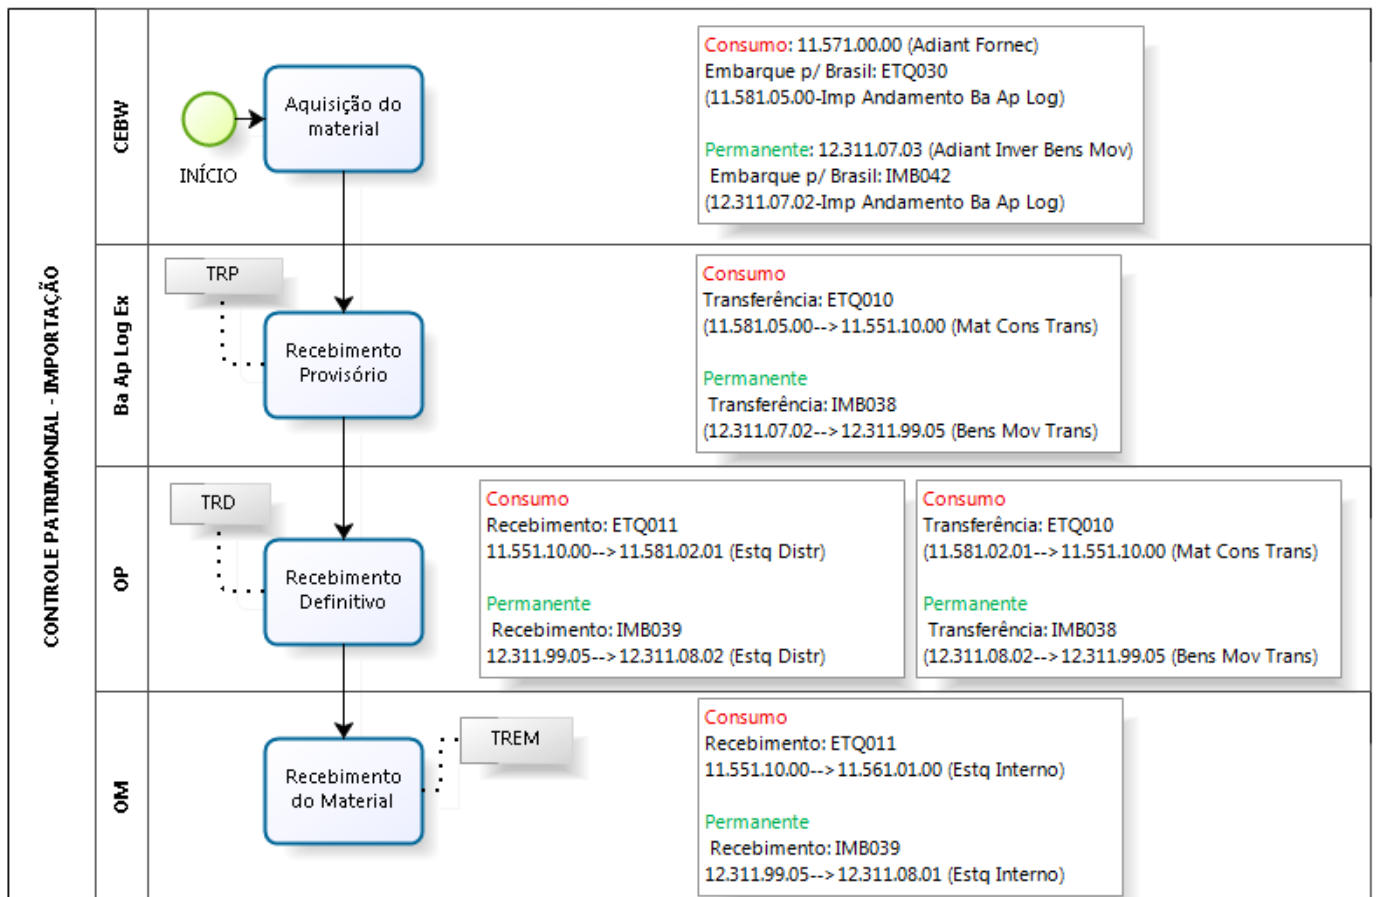 CONTROLE PATRIMONIAL - IMPORTAÇÃO
CEBW
INÍCIO
Aquisição do
material
Consumo: 11.571.00.00 (Adiant Fornec)
Embarque p/ Brasil: ETQ030
(11.581.05.00-Imp Andamento Ba Ap Log)
Permanente: 12.311.07.03 (Adiant Inver Bens Mov)
Embarque p/ Brasil: IMB042
(12.311.07.02-Imp Andamento Ba Ap Log)
Ba Ap Log Ex
TRP
Recebimento
Provisório
Consumo
Transferência: ETQ010
(11.581.05.00-->11.551.10.00 (Mat Cons Trans)
Permanente
Transferência: IMB038
(12.311.07.02-->12.311.99.05 (Bens Mov Trans)
OP
TRD
Recebimento
Definitivo
Consumo
Recebimento: ETQ011
11.551.10.00-->11.581.02.01 (Estq Distr)
Permanente
Recebimento: IMB039
12.311.99.05-->12.311.08.02 (Estq Distr)
Consumo
Transferência: ETQ010
(11.581.02.01-->11.551.10.00 (Mat Cons Trans)
Permanente
Transferência: IMB038
(12.311.08.02-->12.311.99.05 (Bens Mov Trans)
OM
Recebimento
do Material
TREM
Consumo
Recebimento: ETQ011
11.551.10.00-->11.561.01.00 (Estq Interno)
Permanente
Recebimento: IMB039
12.311.99.05-->12.311.08.01 (Estq Interno)